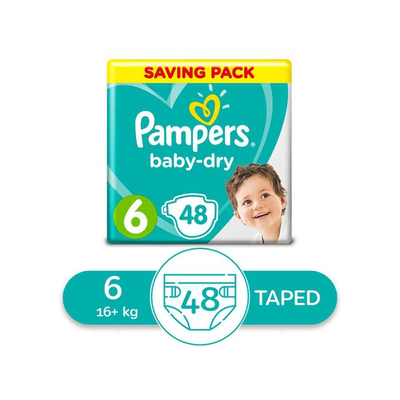 SAVING PACK
Pampers
baby-dry
6
48
6
16+ kg
48
TAPED